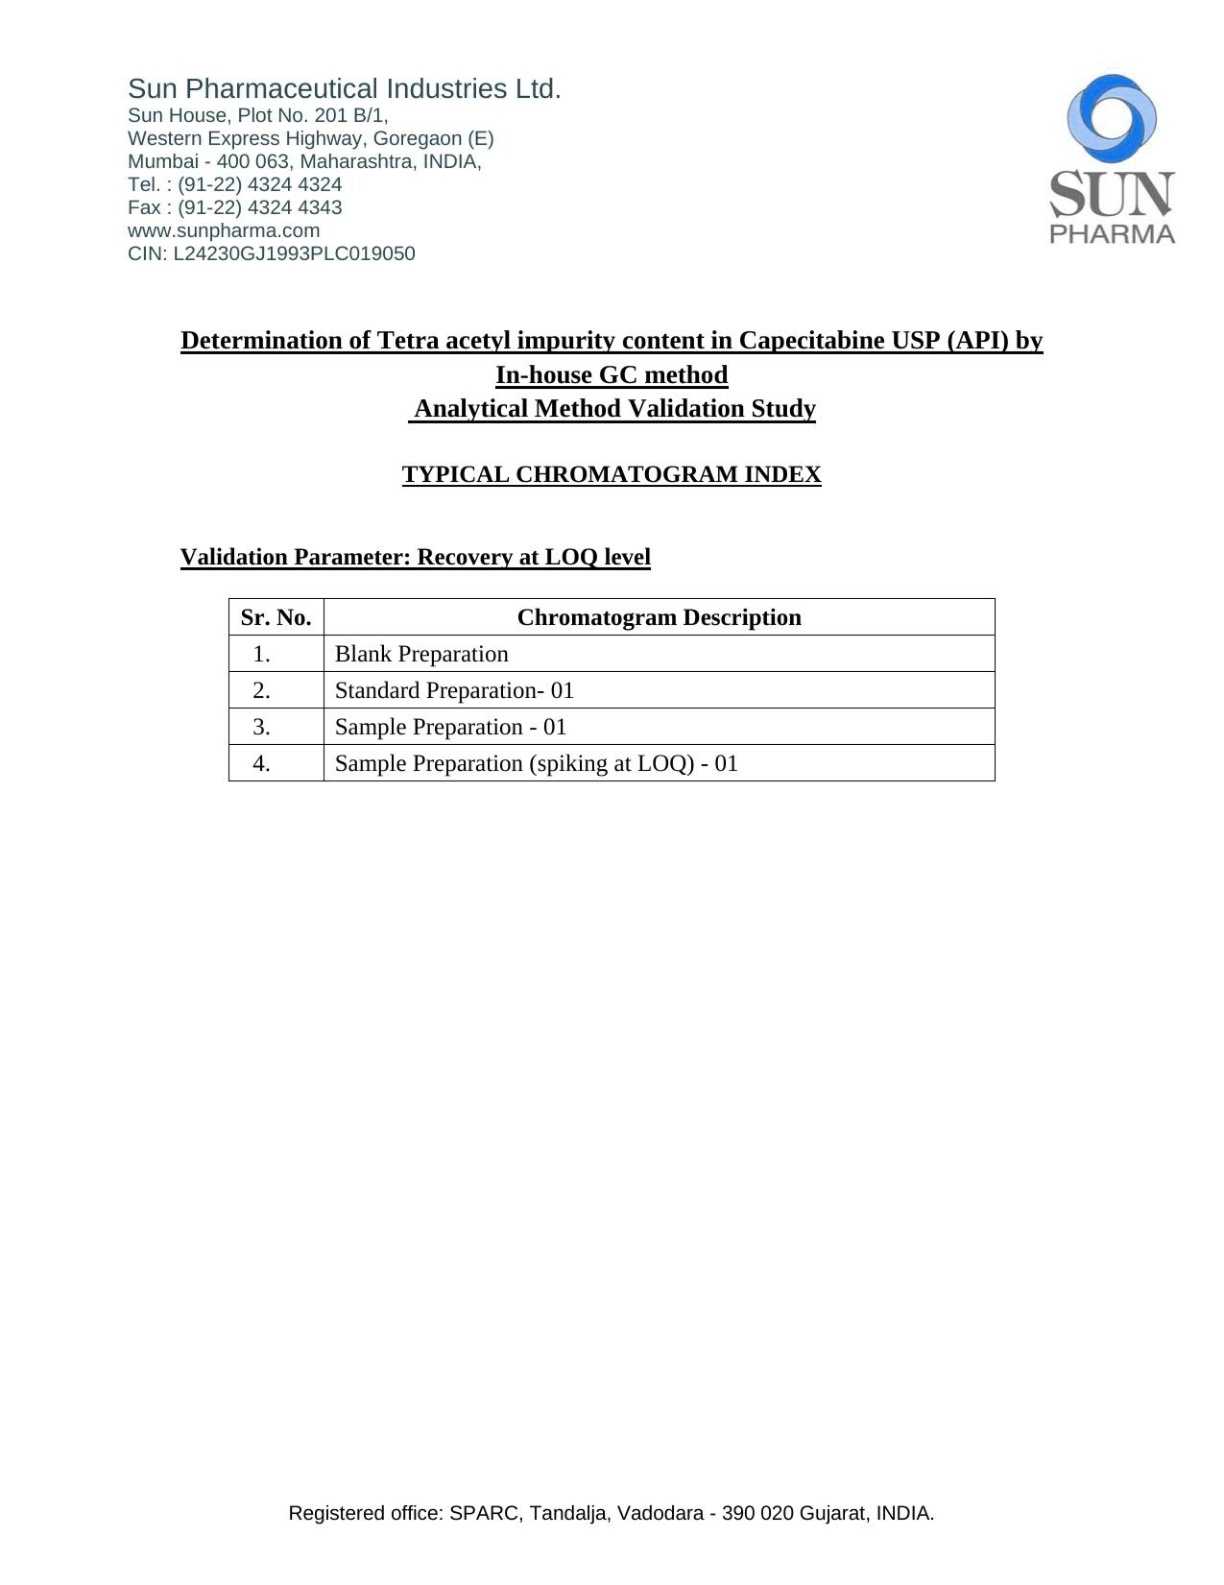 Sun Pharmaceutical Industries Ltd.
Sun House, Plot No. 201 B/1,
Western Express Highway, Goregaon (E)
Mumbai - 400 063, Maharashtra, INDIA,
Tel. : (91-22) 4324 4324
Fax : (91-22) 4324 4343
www.sunpharma.com
CIN: L24230GJ1993PLC019050
SUN
PHARMA
Determination of Tetra acetyl impurity content in Capecitabine USP (API) by
In-house GC method
Analytical Method Validation Study
TYPICAL CHROMATOGRAM INDEX
Validation Parameter: Recovery at LOQ level
Sr. No. Chromatogram Description
1. Blank Preparation
2. Standard Preparation- 01
3. Sample Preparation - 01
4. Sample Preparation (spiking at LOQ) - 01
Registered office: SPARC, Tandalja, Vadodara - 390 020 Gujarat, INDIA.